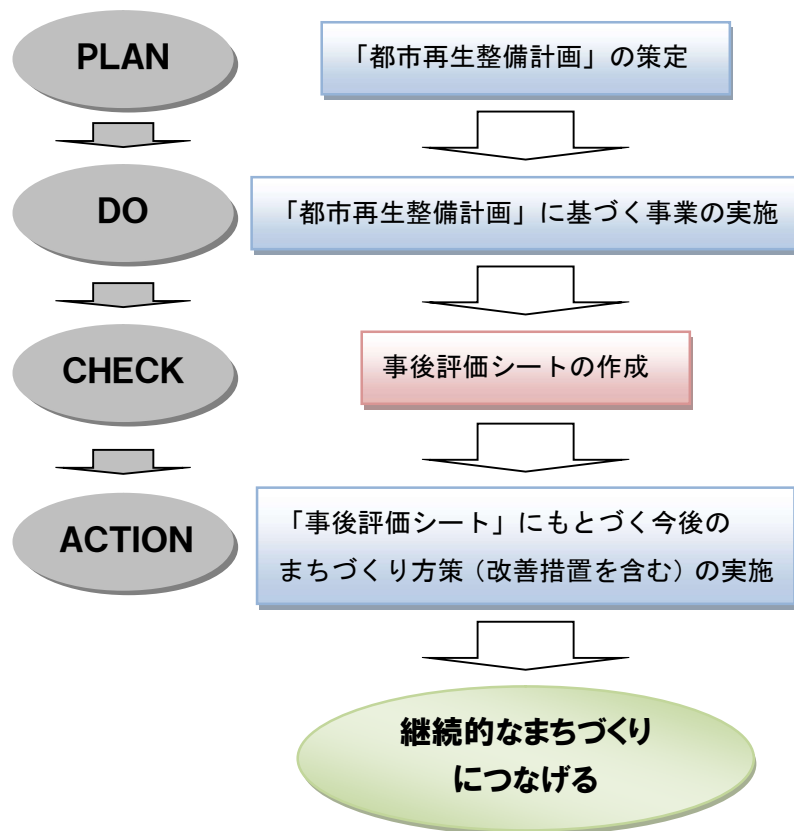 PLAN
「都市再生整備計画」の策定
DO
「都市再生整備計画」に基づく事業の実施
CHECK
事後評価シートの作成
ACTION
「事後評価シート」にもとづく今後の
まちづくり方策（改善措置を含む）の実施
継続的なまちづくり
につなげる